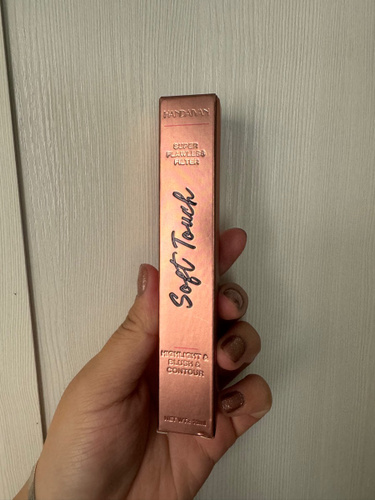 HANDAIYAN
SUPER
FLAWLESS
FILTER
Soft Touch
HIGHLIGHT &
BLUSH &
CONTOUR